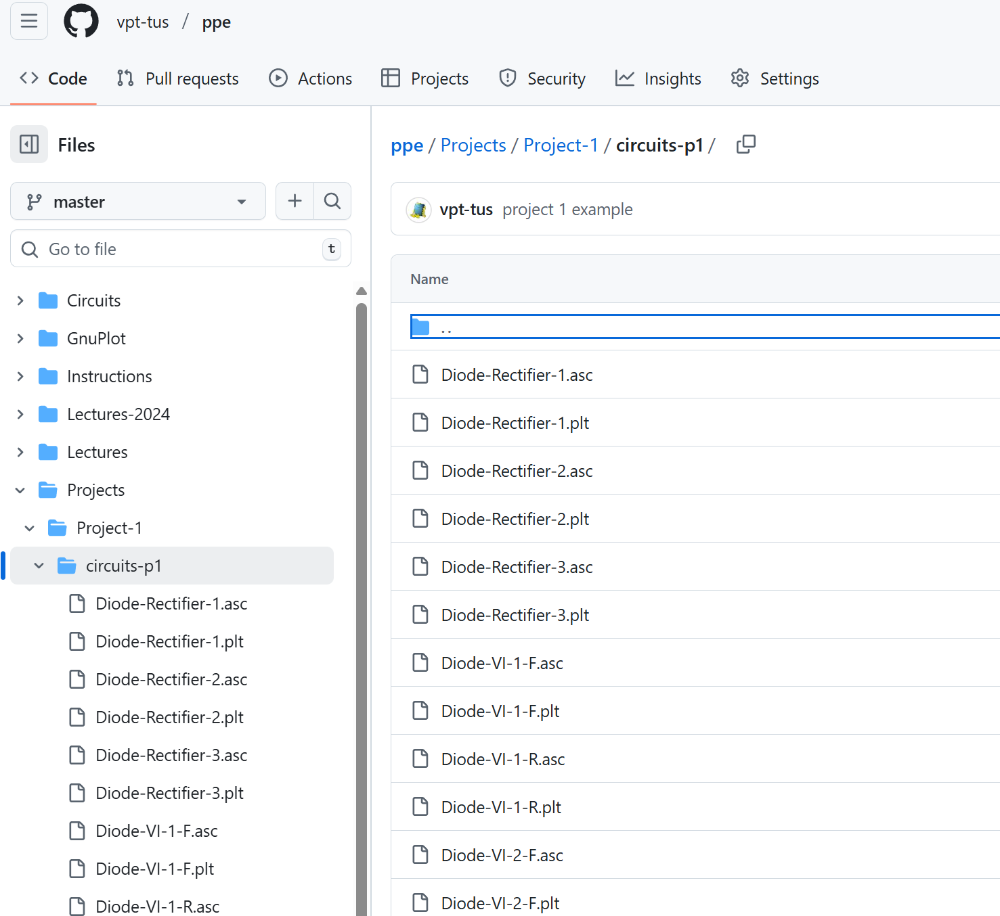 vpt-tus / ppe
Code Pull requests Actions Projects Security Insights Settings
Files
master
Go to file t
Circuits
GnuPlot
Instructions
Lectures-2024
Lectures
Projects
Project-1
circuits-p1
Diode-Rectifier-1.asc
Diode-Rectifier-1.plt
Diode-Rectifier-2.asc
Diode-Rectifier-2.plt
Diode-Rectifier-3.asc
Diode-Rectifier-3.plt
Diode-VI-1-F.asc
Diode-VI-1-F.plt
Diode-VI-1-R.asc
ppe / Projects / Project-1 / circuits-p1 /
vpt-tus project 1 example
Name
..
Diode-Rectifier-1.asc
Diode-Rectifier-1.plt
Diode-Rectifier-2.asc
Diode-Rectifier-2.plt
Diode-Rectifier-3.asc
Diode-Rectifier-3.plt
Diode-VI-1-F.asc
Diode-VI-1-F.plt
Diode-VI-1-R.asc
Diode-VI-1-R.plt
Diode-VI-2-F.asc
Diode-VI-2-F.plt